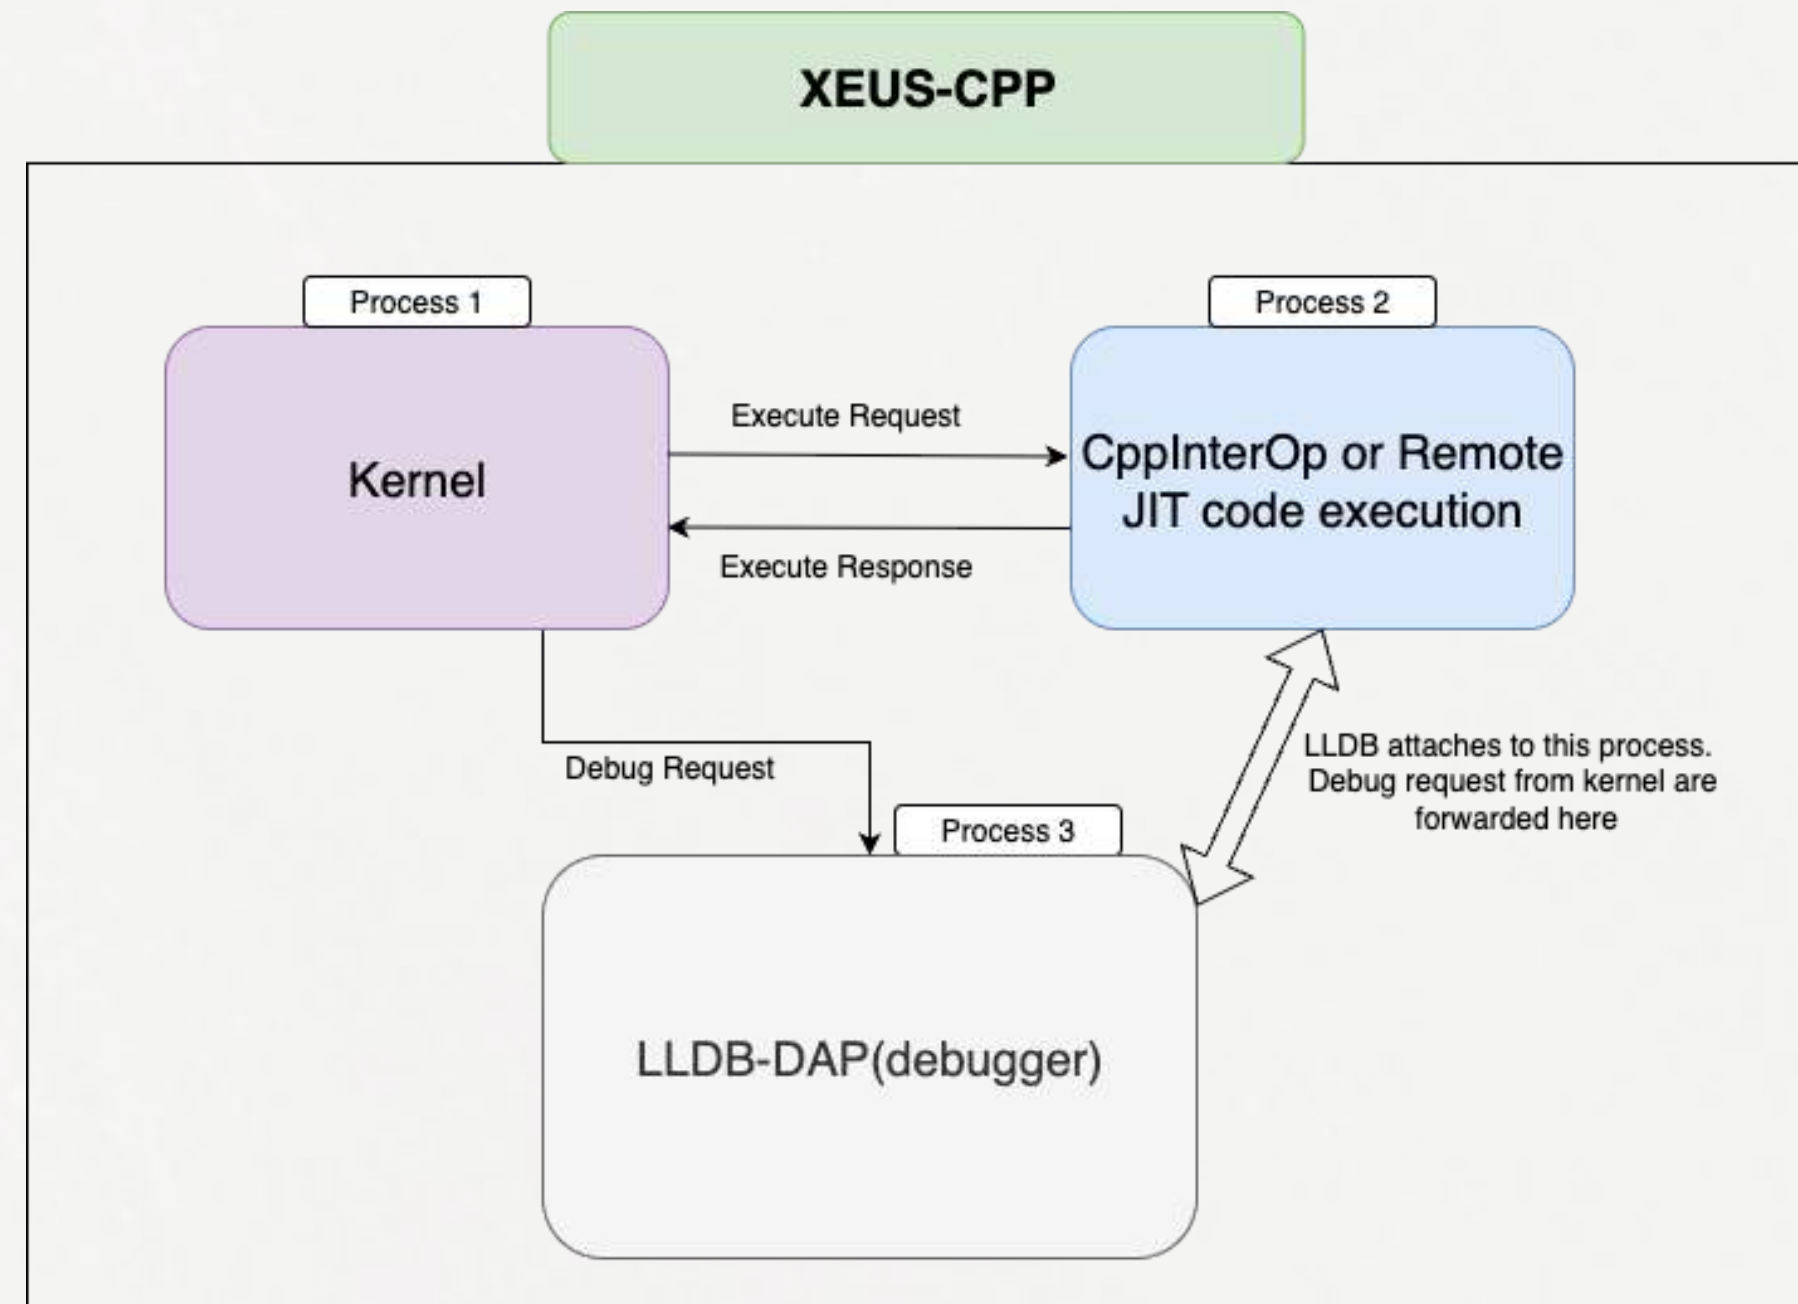 XEUS-CPP
Process 1
Process 2
Kernel
Execute Request
Execute Response
CppInterOp or Remote
JIT code execution
Debug Request
LLDB attaches to this process.
Debug request from kernel are
forwarded here
Process 3
LLDB-DAP(debugger)